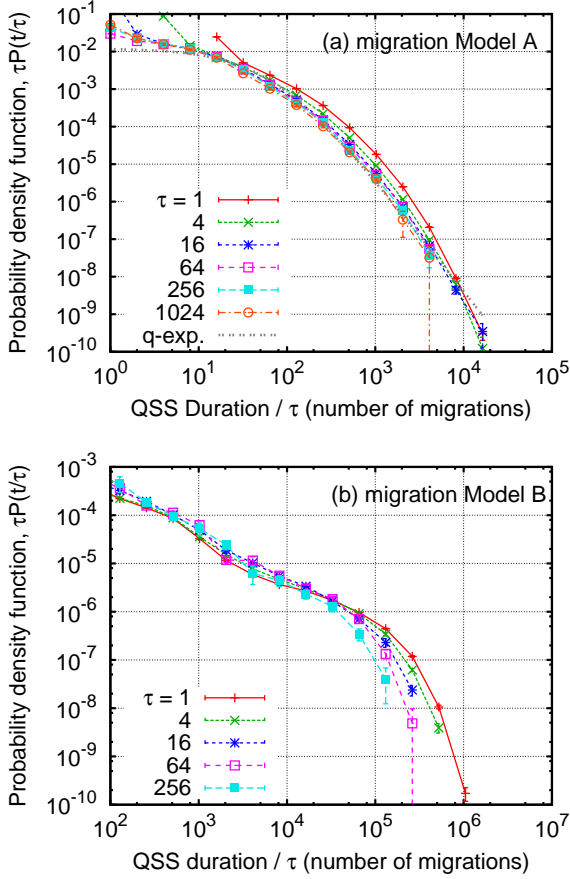 Probability density function, τP(t/τ)
10^-1
10^-2
10^-3
10^-4
10^-5
10^-6
10^-7
10^-8
10^-9
10^-10
(a) migration Model A
τ = 1
4
16
64
256
1024
q-exp.
10^0 10^1 10^2 10^3 10^4 10^5
QSS Duration / τ (number of migrations)
Probability density function, τP(t/τ)
10^-3
10^-4
10^-5
10^-6
10^-7
10^-8
10^-9
10^-10
(b) migration Model B
τ = 1
4
16
64
256
10^2 10^3 10^4 10^5 10^6 10^7
QSS duration / τ (number of migrations)